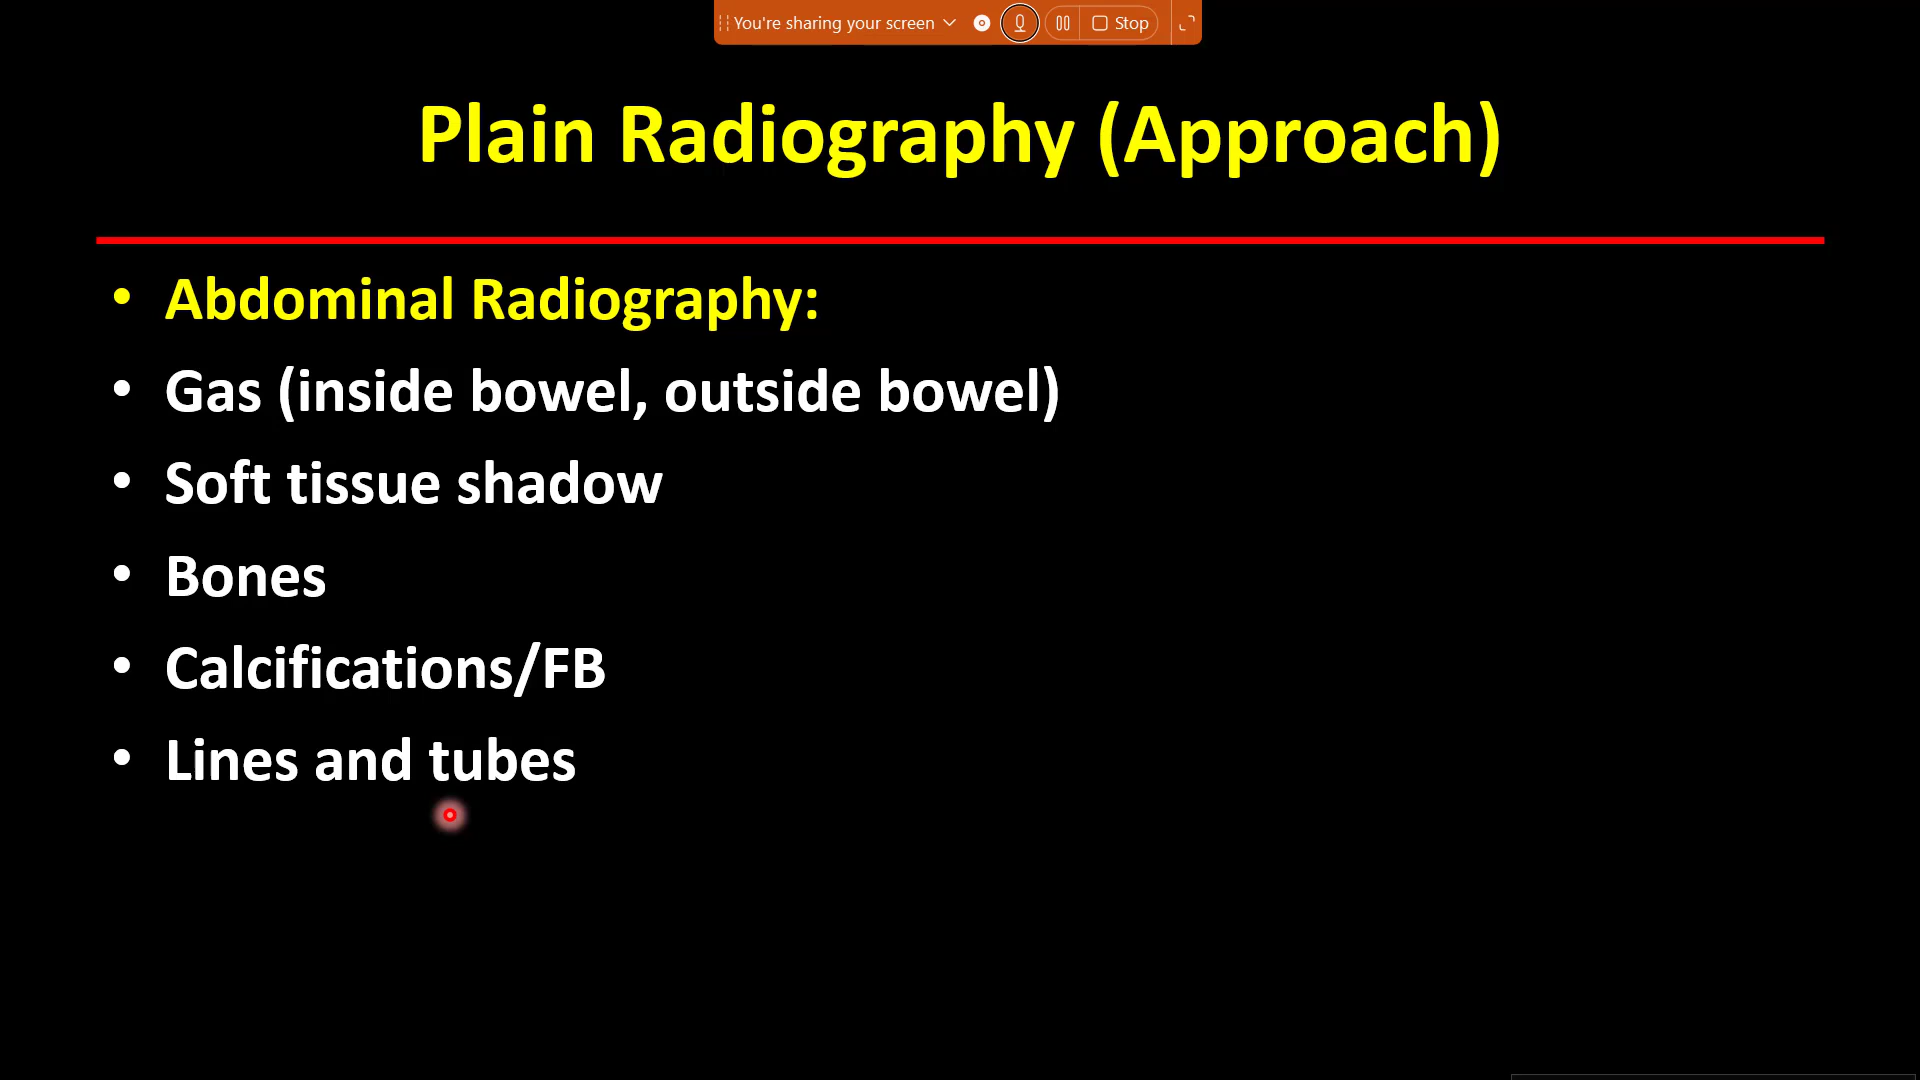 You're sharing your screen
Stop
Plain Radiography (Approach)
• Abdominal Radiography:
• Gas (inside bowel, outside bowel)
• Soft tissue shadow
• Bones
• Calcifications/FB
• Lines and tubes